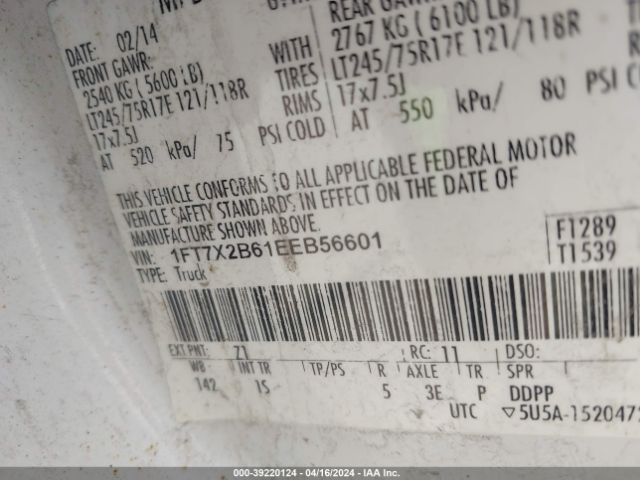 DATE: 02/14
FRONT GAWR:
2540 KG (5600 LB)
LT245/75R17E 121/118R
17x7.5J
AT 520 kPa/ 75
WITH
TIRES
RIMS
PSI COLD
REAR
2767 KG (6100 LB)
LT245/75R17E 121/118R
17x7.5J
AT 550 kPa/ 80 PSI COLD
THIS VEHICLE CONFORMS TO ALL APPLICABLE FEDERAL MOTOR
VEHICLE SAFETY STANDARDS IN EFFECT ON THE DATE OF
MANUFACTURE SHOWN ABOVE.
VIN: 1FT7X2B61EEB56601
TYPE: Truck
F1289
T1539
EXT PNT: Z1 RC: 11 DSO:
WB INT TR TP/PS R AXLE TR SPR
142 1S 5 3E P DDPP
UTC ▽5U5A-152047
000-39220124 - 04/16/2024 - IAA Inc.